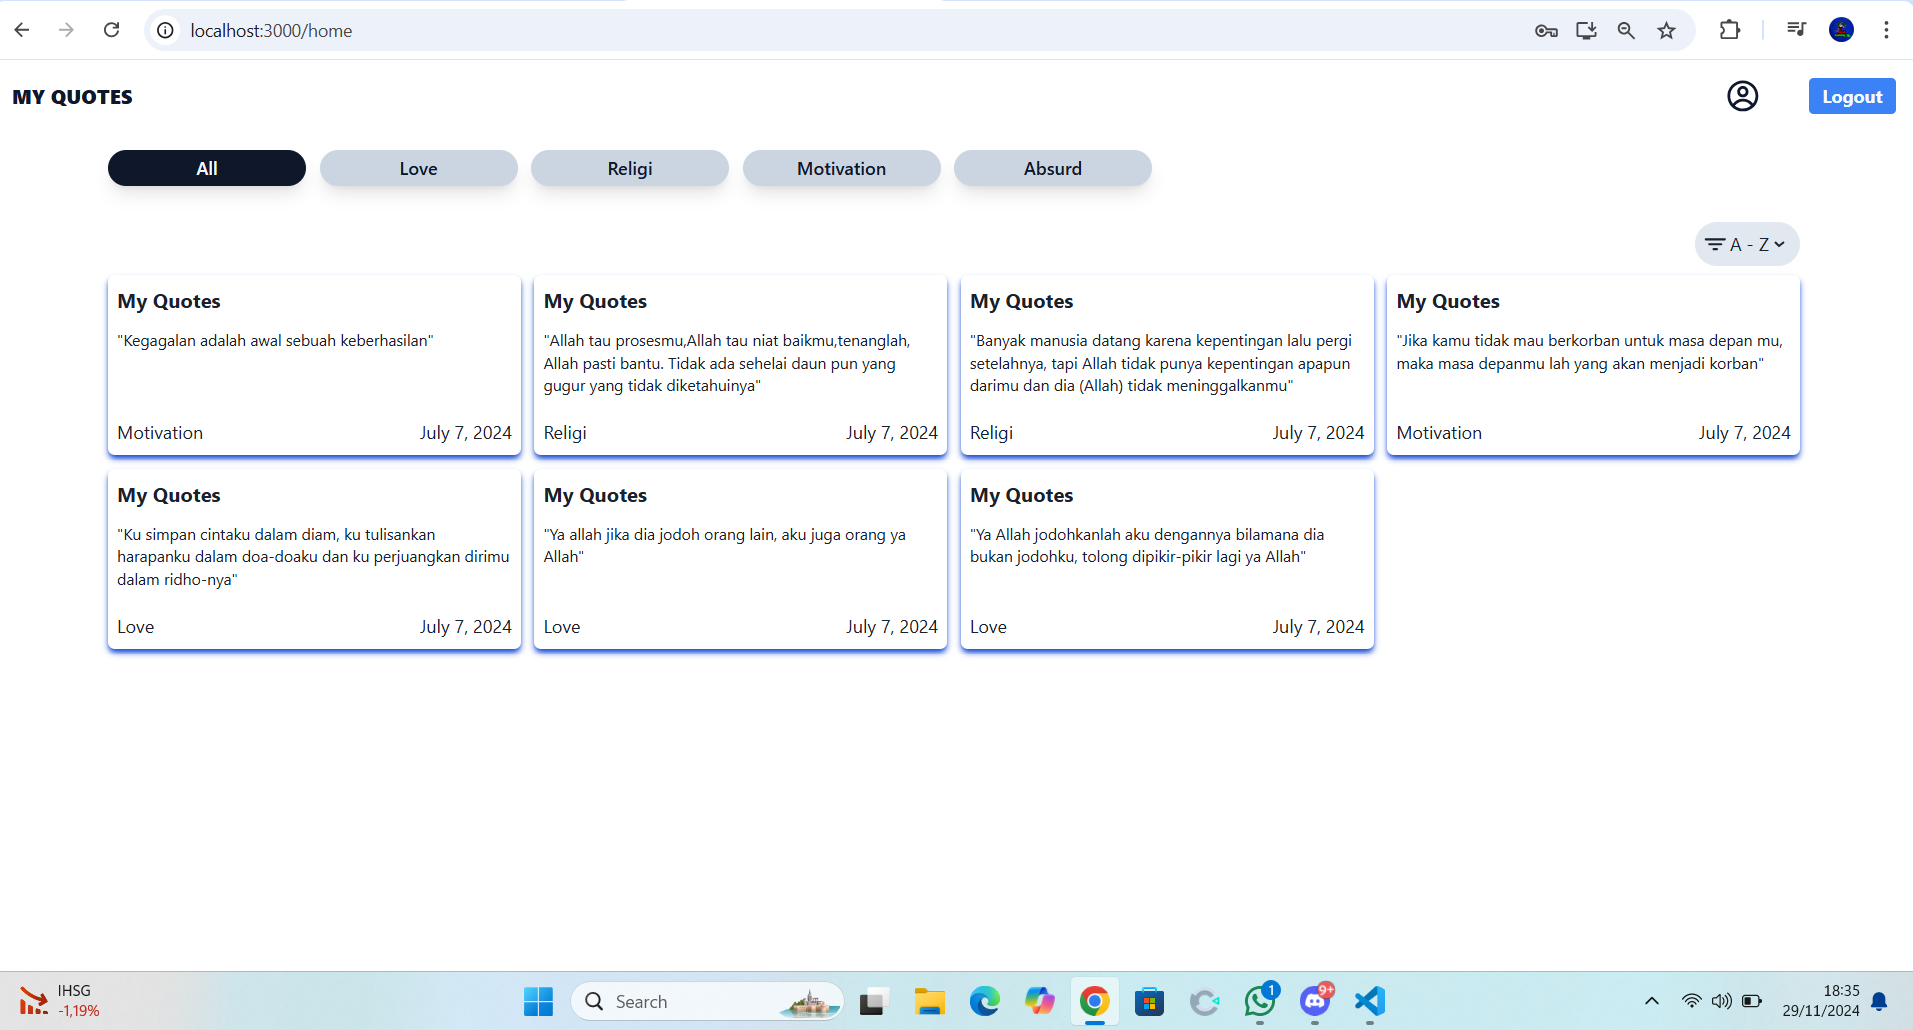 localhost:3000/home
MY QUOTES
Logout
All
Love
Religi
Motivation
Absurd
A - Z
My Quotes
"Kegagalan adalah awal sebuah keberhasilan"
Motivation
July 7, 2024
My Quotes
"Allah tau prosesmu,Allah tau niat baikmu,tenanglah,
Allah pasti bantu. Tidak ada sehelai daun pun yang
gugur yang tidak diketahuinya"
Religi
July 7, 2024
My Quotes
"Banyak manusia datang karena kepentingan lalu pergi
setelahnya, tapi Allah tidak punya kepentingan apapun
darimu dan dia (Allah) tidak meninggalkanmu"
Religi
July 7, 2024
My Quotes
"Jika kamu tidak mau berkorban untuk masa depan mu,
maka masa depanmu lah yang akan menjadi korban"
Motivation
July 7, 2024
My Quotes
"Ku simpan cintaku dalam diam, ku tulisankan
harapanku dalam doa-doaku dan ku perjuangkan dirimu
dalam ridho-nya"
Love
July 7, 2024
My Quotes
"Ya allah jika dia jodoh orang lain, aku juga orang ya
Allah"
Love
July 7, 2024
My Quotes
"Ya Allah jodohkanlah aku dengannya bilamana dia
bukan jodohku, tolong dipikir-pikir lagi ya Allah"
Love
July 7, 2024
IHSG
-1,19%
Search
1
9+
18:35
29/11/2024